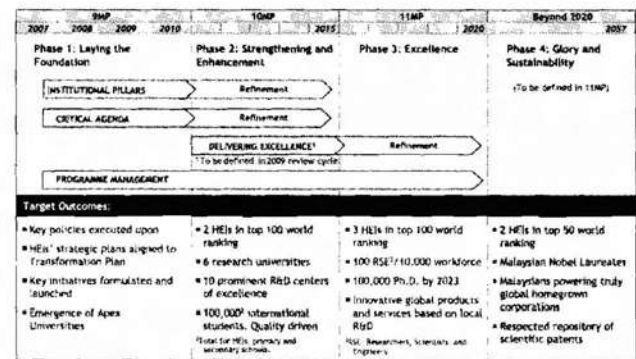 9MP 10MP 11MP Beyond 2020
2007 2008 2009 2010 2015 2020 2057
Phase 1: Laying the
Foundation
Phase 2: Strengthening and
Enhancement
Phase 3: Excellence
Phase 4: Glory and
Sustainability
(To be defined in 11MP)
INSTITUTIONAL PILLARS
Refinement
CRITICAL AGENDA
Refinement
DELIVERING EXCELLENCE¹
Refinement
¹To be defined in 2009 review cycle
PROGRAMME MANAGEMENT
Target Outcomes:
▪ Key policies executed upon
▪ HEIs' strategic plans aligned to
Transformation Plan
▪ Key initiatives formulated and
launched
▪ Emergence of Apex
Universities
▪ 2 HEIs in top 100 world
ranking
▪ 6 research universities
▪ 10 prominent R&D centers
of excellence
▪ 100,000² international
students. Quality driven
²Total for HEIs, primary and
secondary schools.
▪ 3 HEIs in top 100 world
ranking
▪ 100 RSE³/10,000 workforce
▪ 100,000 Ph.D. by 2023
▪ Innovative global products
and services based on local
R&D
³RSE: Researchers, Scientists, and
Engineers
▪ 2 HEIs in top 50 world
ranking
▪ Malaysian Nobel Laureates
▪ Malaysians powering truly
global homegrown
corporations
▪ Respected repository of
scientific patents